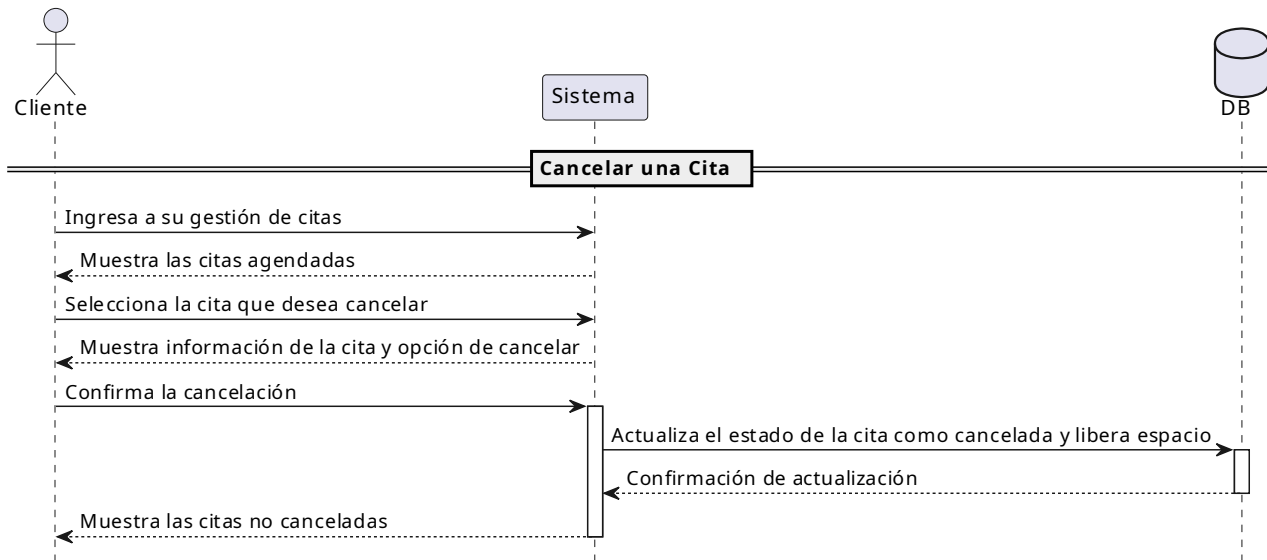 Cliente
Sistema
DB
Cancelar una Cita
Ingresa a su gestión de citas
Muestra las citas agendadas
Selecciona la cita que desea cancelar
Muestra información de la cita y opción de cancelar
Confirma la cancelación
Actualiza el estado de la cita como cancelada y libera espacio
Confirmación de actualización
Muestra las citas no canceladas